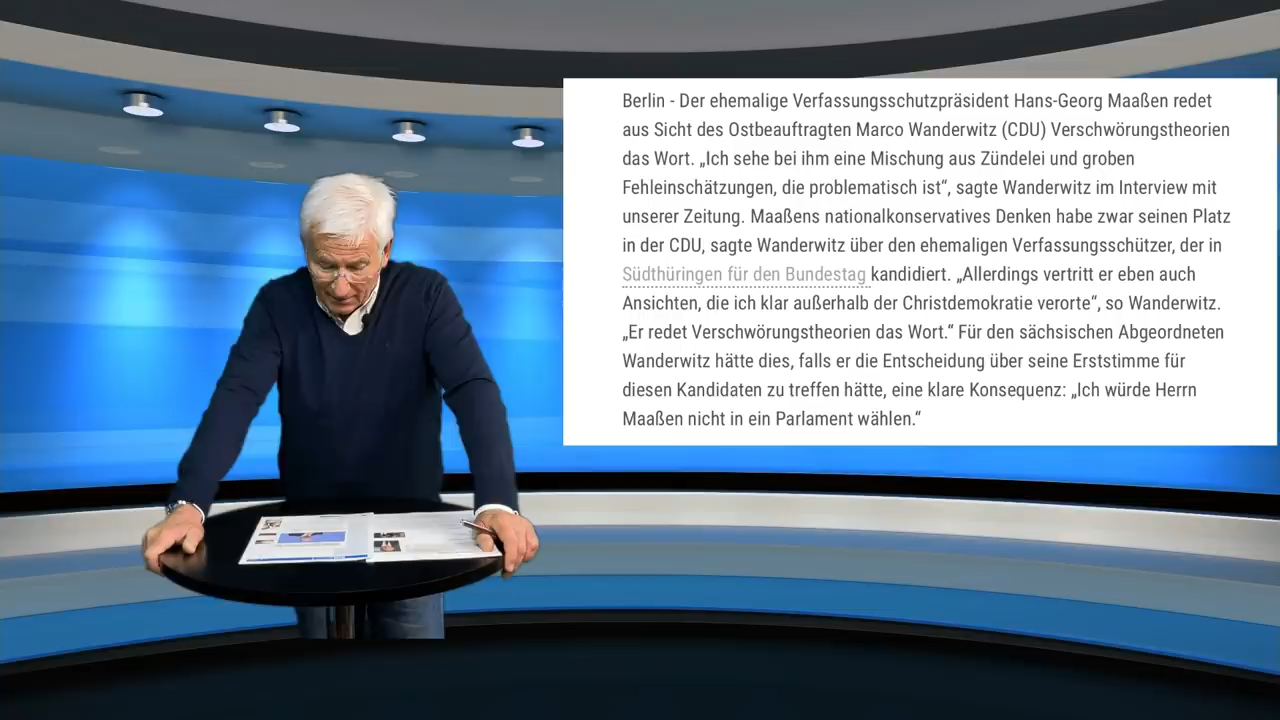 Berlin - Der ehemalige Verfassungsschutzpräsident Hans-Georg Maaßen redet
aus Sicht des Ostbeauftragten Marco Wanderwitz (CDU) Verschwörungstheorien
das Wort. „Ich sehe bei ihm eine Mischung aus Zündelei und groben
Fehleinschätzungen, die problematisch ist“, sagte Wanderwitz im Interview mit
unserer Zeitung. Maaßens nationalkonservatives Denken habe zwar seinen Platz
in der CDU, sagte Wanderwitz über den ehemaligen Verfassungsschützer, der in
Südthüringen für den Bundestag kandidiert. „Allerdings vertritt er eben auch
Ansichten, die ich klar außerhalb der Christdemokratie verorte“, so Wanderwitz.
„Er redet Verschwörungstheorien das Wort.“ Für den sächsischen Abgeordneten
Wanderwitz hätte dies, falls er die Entscheidung über seine Erststimme für
diesen Kandidaten zu treffen hätte, eine klare Konsequenz: „Ich würde Herrn
Maaßen nicht in ein Parlament wählen.“